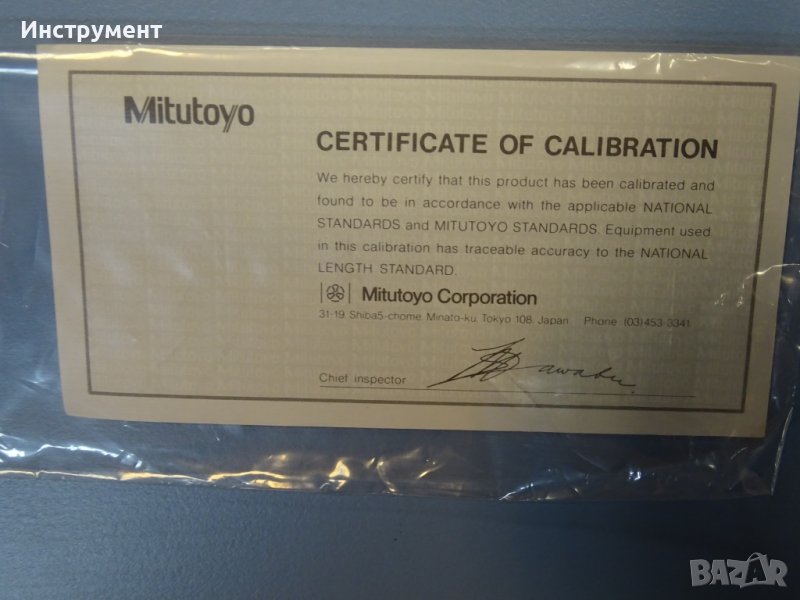 Инструмент
Mitutoyo
CERTIFICATE OF CALIBRATION
We hereby certify that this product has been calibrated and
found to be in accordance with the applicable NATIONAL
STANDARDS and MITUTOYO STANDARDS. Equipment used
in this calibration has traceable accuracy to the NATIONAL
LENGTH STANDARD.
Mitutoyo Corporation
31-19, Shiba5-chome, Minato-ku, Tokyo 108, Japan Phone (03)453-3341
Chief inspector
BAZAR